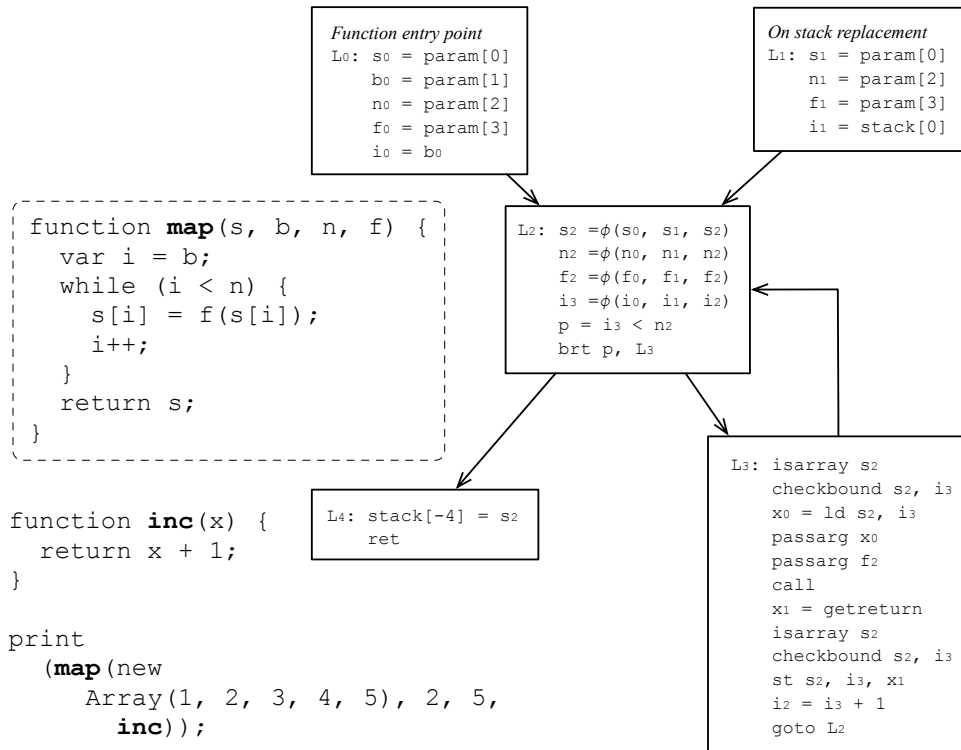 Function entry point
L0: s0 = param[0]
b0 = param[1]
n0 = param[2]
f0 = param[3]
i0 = b0
On stack replacement
L1: s1 = param[0]
n1 = param[2]
f1 = param[3]
i1 = stack[0]
function map(s, b, n, f) {
var i = b;
while (i < n) {
s[i] = f(s[i]);
i++;
}
return s;
}
L2: s2 =ϕ(s0, s1, s2)
n2 =ϕ(n0, n1, n2)
f2 =ϕ(f0, f1, f2)
i3 =ϕ(i0, i1, i2)
p = i3 < n2
brt p, L3
L4: stack[-4] = s2
ret
L3: isarray s2
checkbound s2, i3
x0 = ld s2, i3
passarg x0
passarg f2
call
x1 = getreturn
isarray s2
checkbound s2, i3
st s2, i3, x1
i2 = i3 + 1
goto L2
function inc(x) {
return x + 1;
}
print
(map(new
Array(1, 2, 3, 4, 5), 2, 5,
inc));